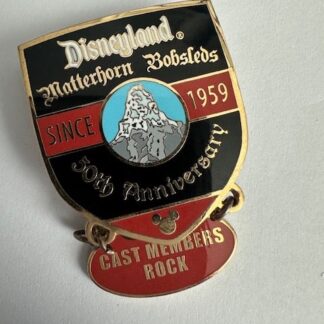 Disneyland®
Matterhorn Bobsleds
SINCE 1959
50th Anniversary
CAST MEMBERS
ROCK